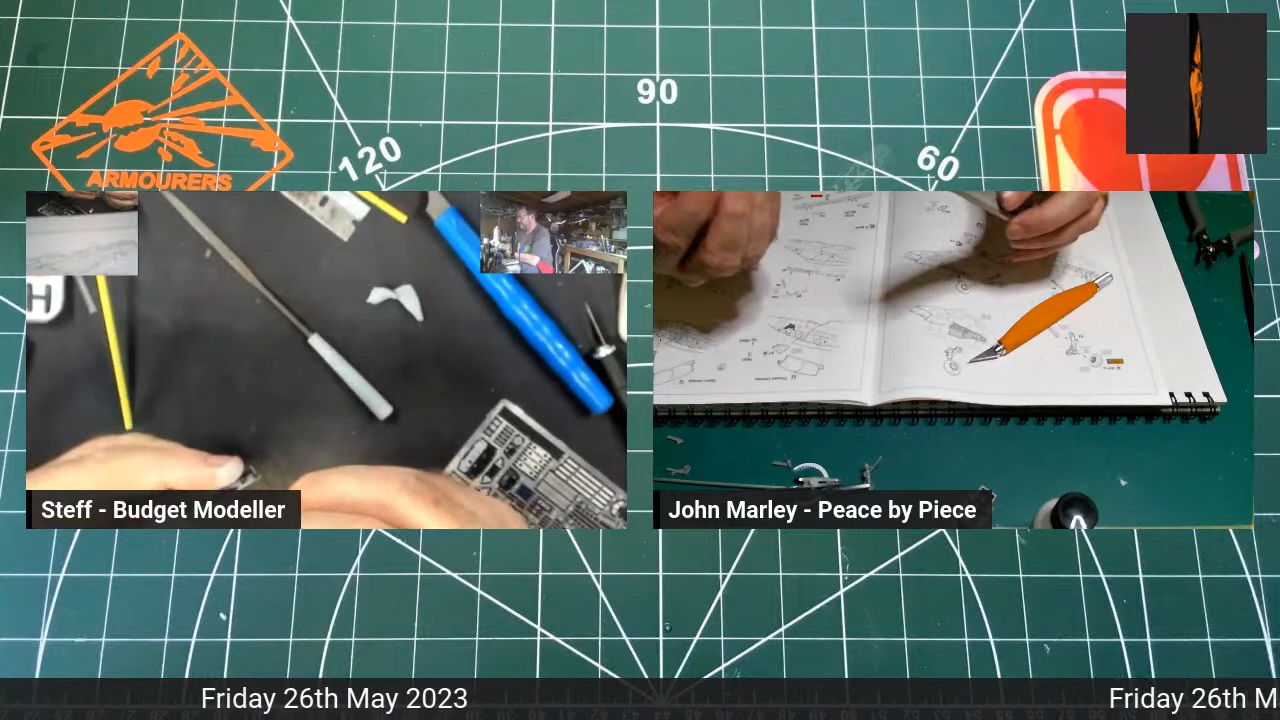 90
120
60
ARMOURERS
H
Steff - Budget Modeller
John Marley - Peace by Piece
Friday 26th May 2023
Friday 26th M